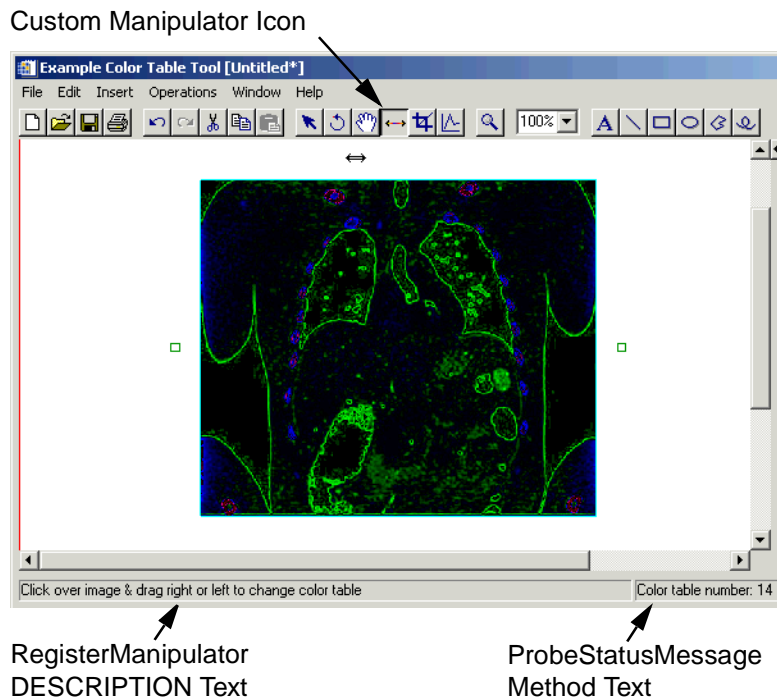 Custom Manipulator Icon
Example Color Table Tool [Untitled*]
File Edit Insert Operations Window Help
100%
A
Click over image & drag right or left to change color table
Color table number: 14
RegisterManipulator
DESCRIPTION Text
ProbeStatusMessage
Method Text